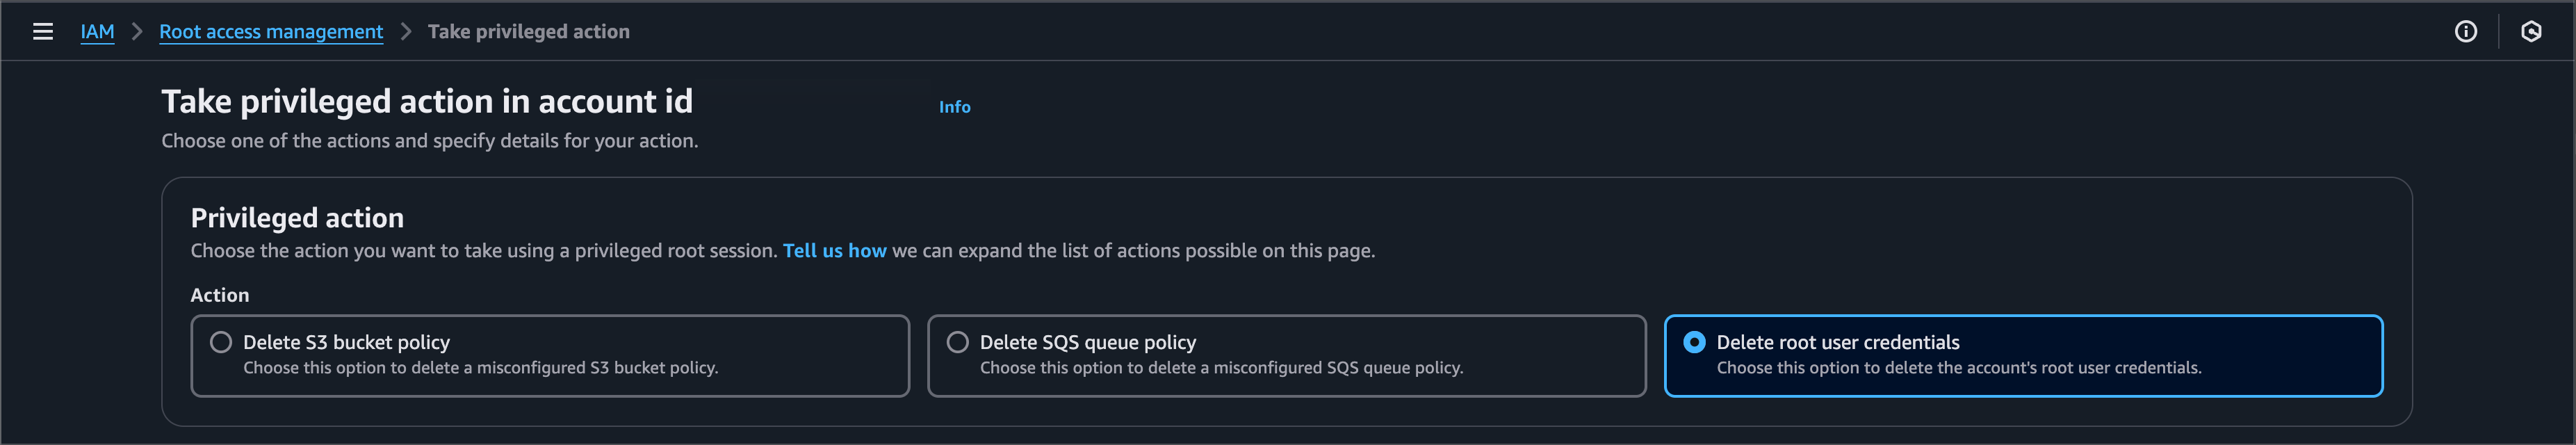 IAM > Root access management > Take privileged action
Take privileged action in account id Info
Choose one of the actions and specify details for your action.
Privileged action
Choose the action you want to take using a privileged root session. Tell us how we can expand the list of actions possible on this page.
Action
Delete S3 bucket policy
Choose this option to delete a misconfigured S3 bucket policy.
Delete SQS queue policy
Choose this option to delete a misconfigured SQS queue policy.
Delete root user credentials
Choose this option to delete the account's root user credentials.